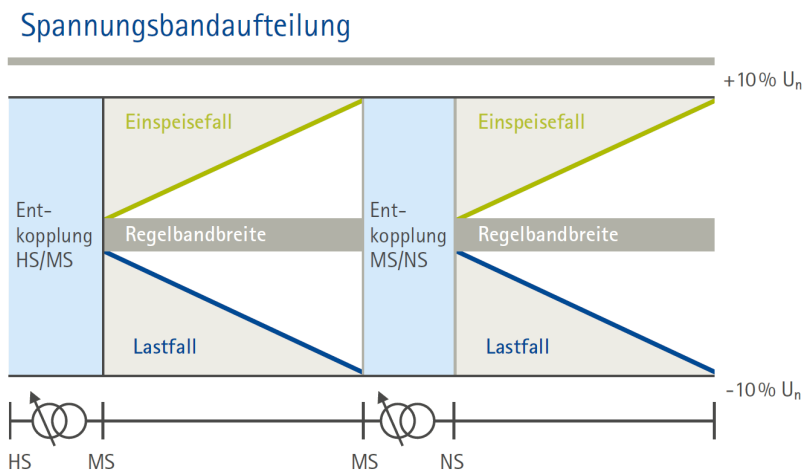 Spannungsbandaufteilung
+10% Uₙ
Einspeisefall
Einspeisefall
Ent-
kopplung
HS/MS
Regelbandbreite
Ent-
kopplung
MS/NS
Regelbandbreite
Lastfall
Lastfall
-10% Uₙ
HS
MS
MS
NS